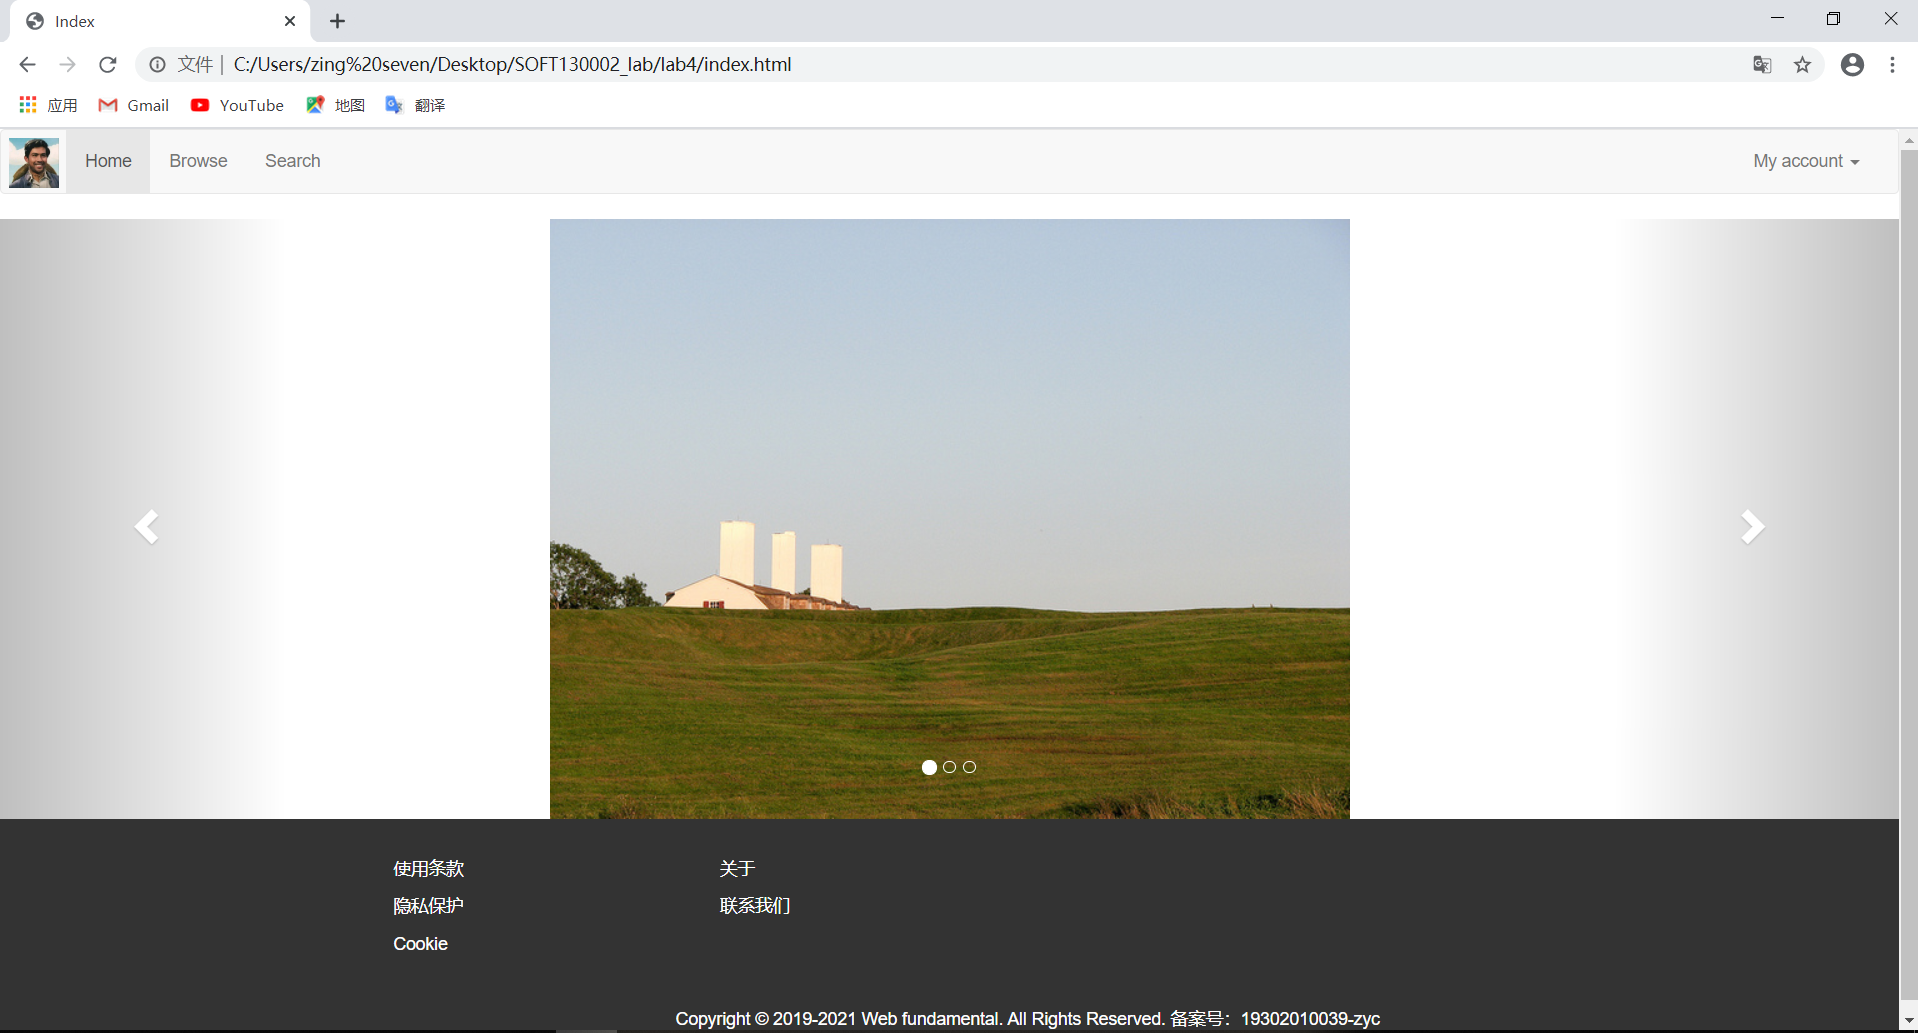 Index
文件 | C:/Users/zing%20seven/Desktop/SOFT130002_lab/lab4/index.html
应用 Gmail YouTube 地图 翻译
Home Browse Search My account
使用条款 关于
隐私保护 联系我们
Cookie
Copyright © 2019-2021 Web fundamental. All Rights Reserved. 备案号：19302010039-zyc